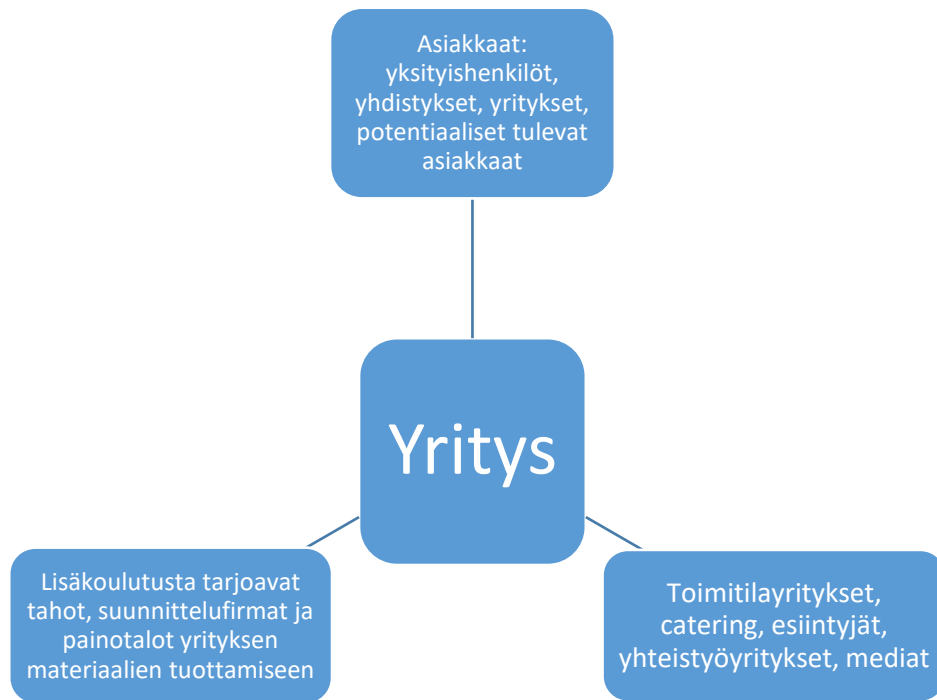 Asiakkaat:
yksityishenkilöt,
yhdistykset, yritykset,
potentiaaliset tulevat
asiakkaat
Yritys
Lisäkoulutusta tarjoavat
tahot, suunnittelufirmat ja
painotalot yrityksen
materiaalien tuottamiseen
Toimitilayritykset,
catering, esiintyjät,
yhteistyöyritykset, mediat